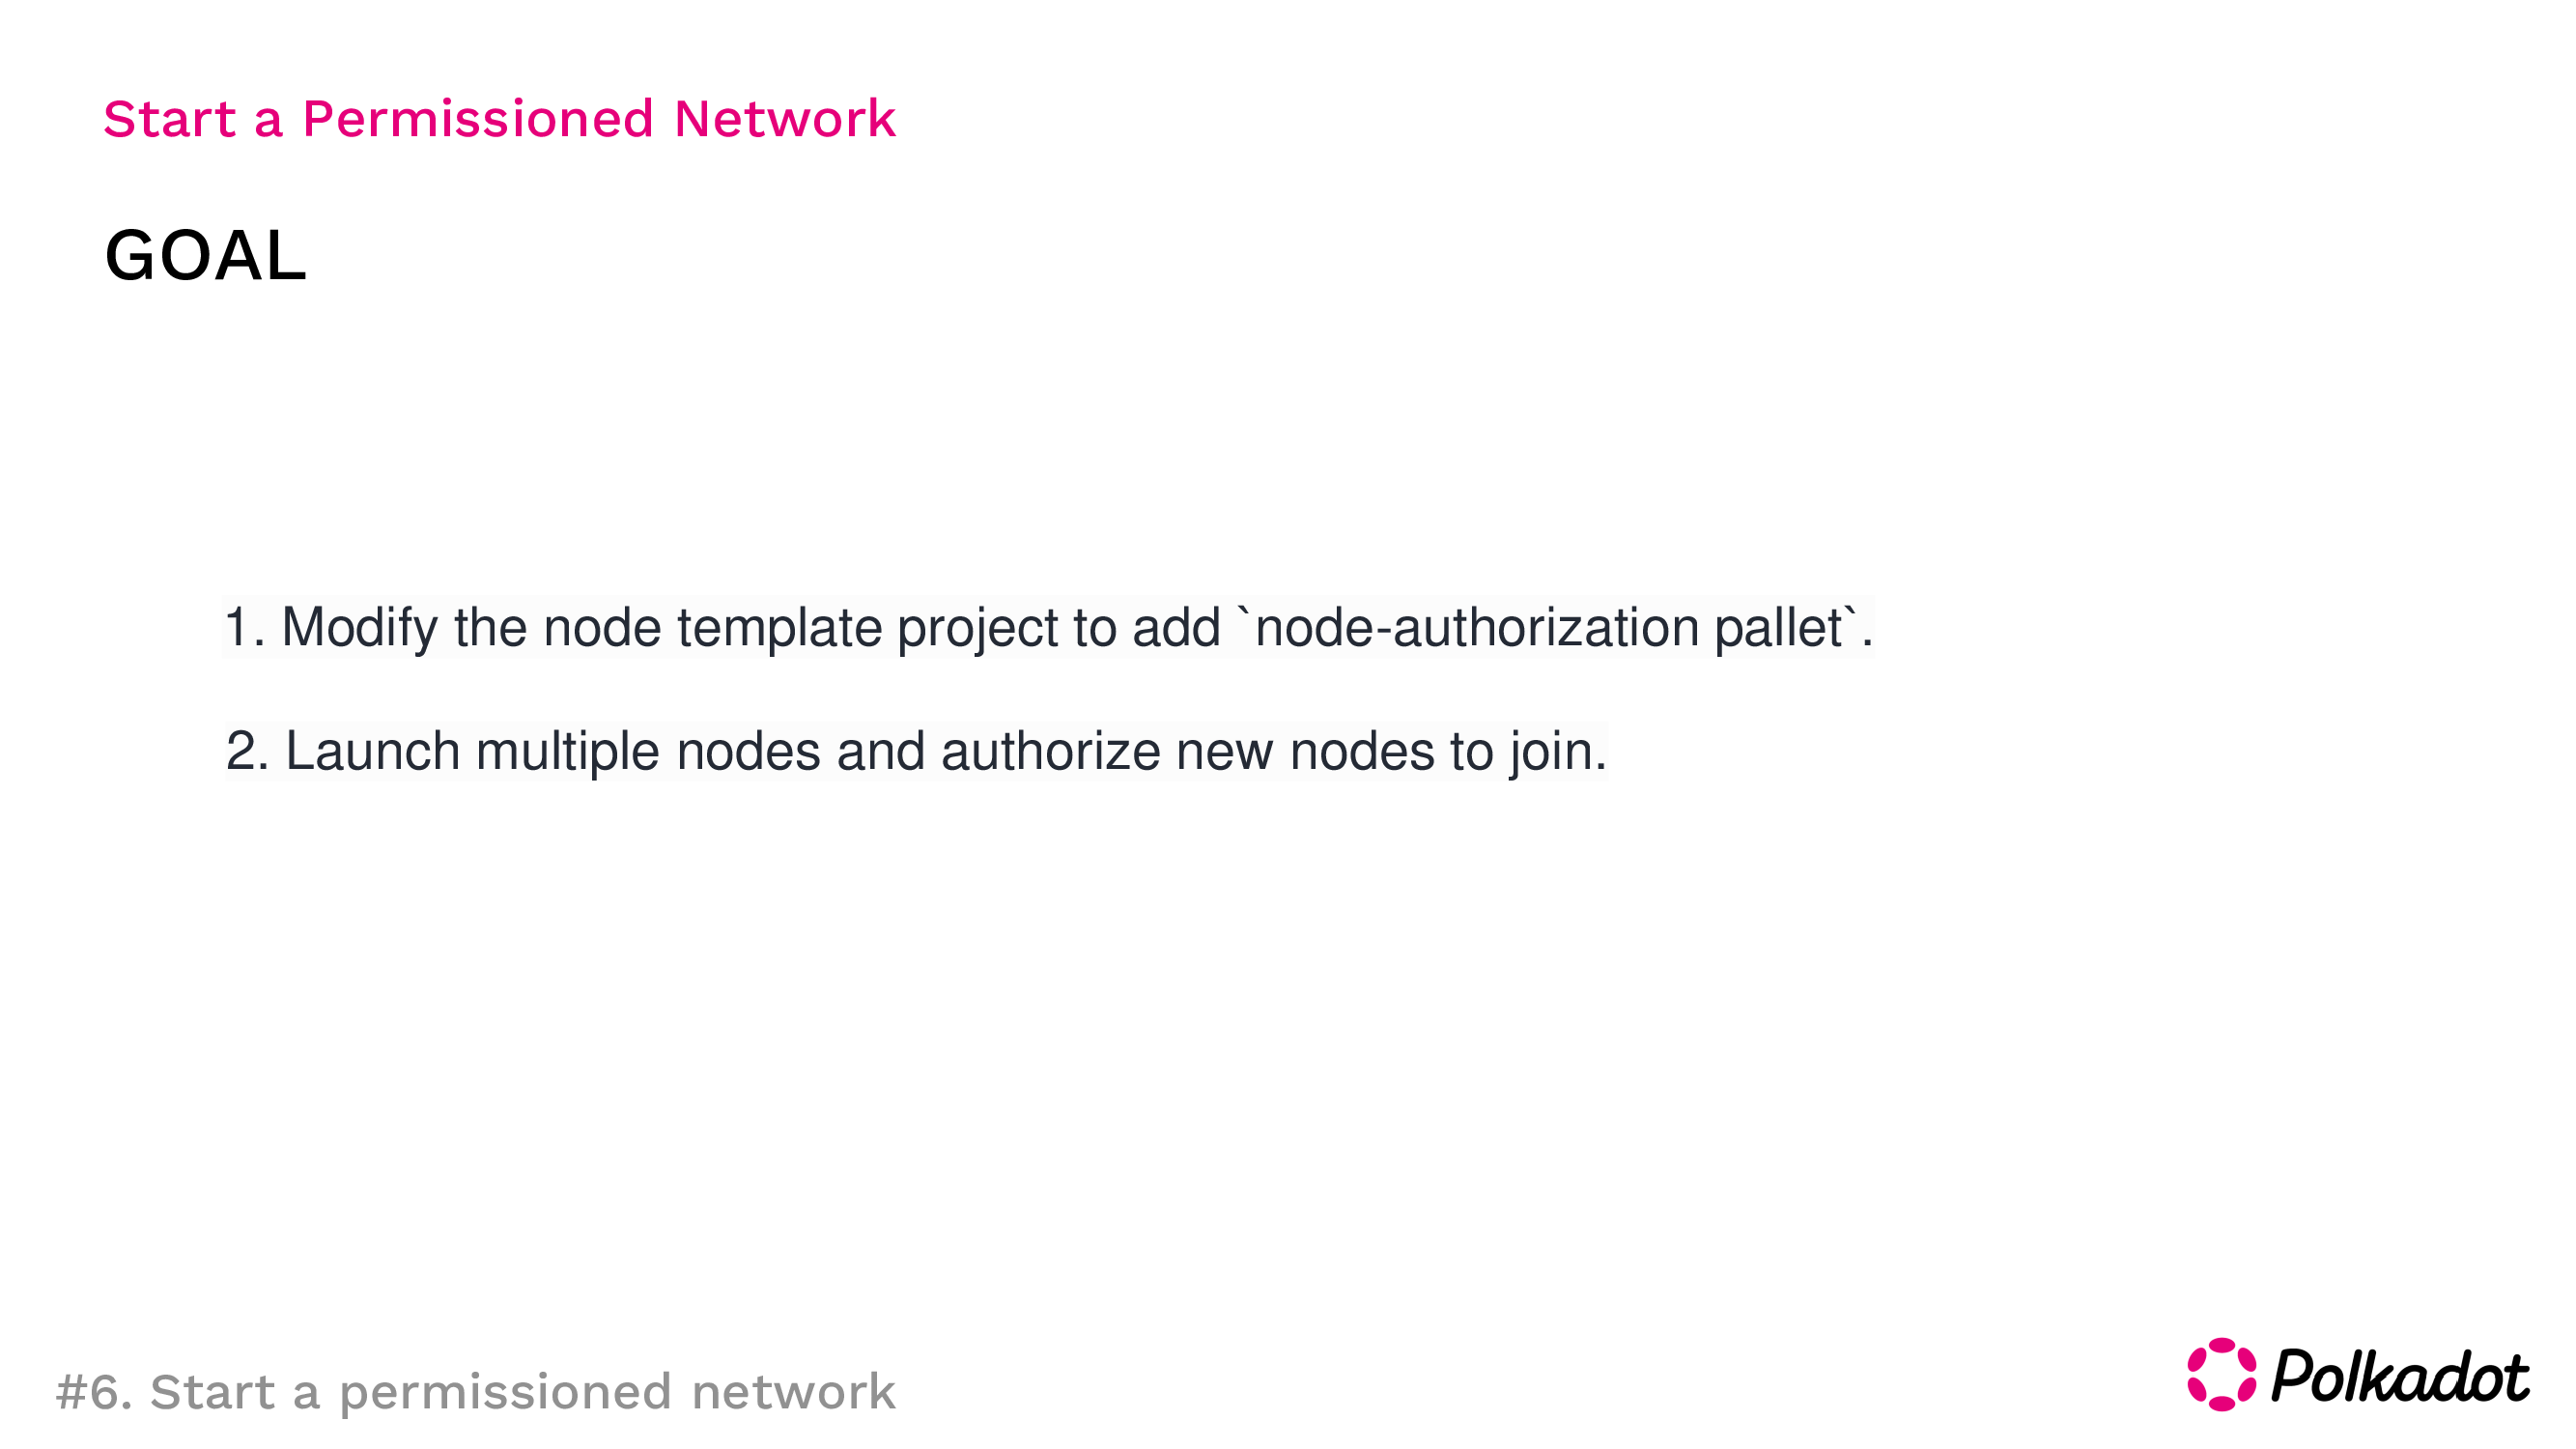 Start a Permissioned Network
GOAL
1. Modify the node template project to add `node-authorization pallet`.
2. Launch multiple nodes and authorize new nodes to join.
#6. Start a permissioned network
Polkadot